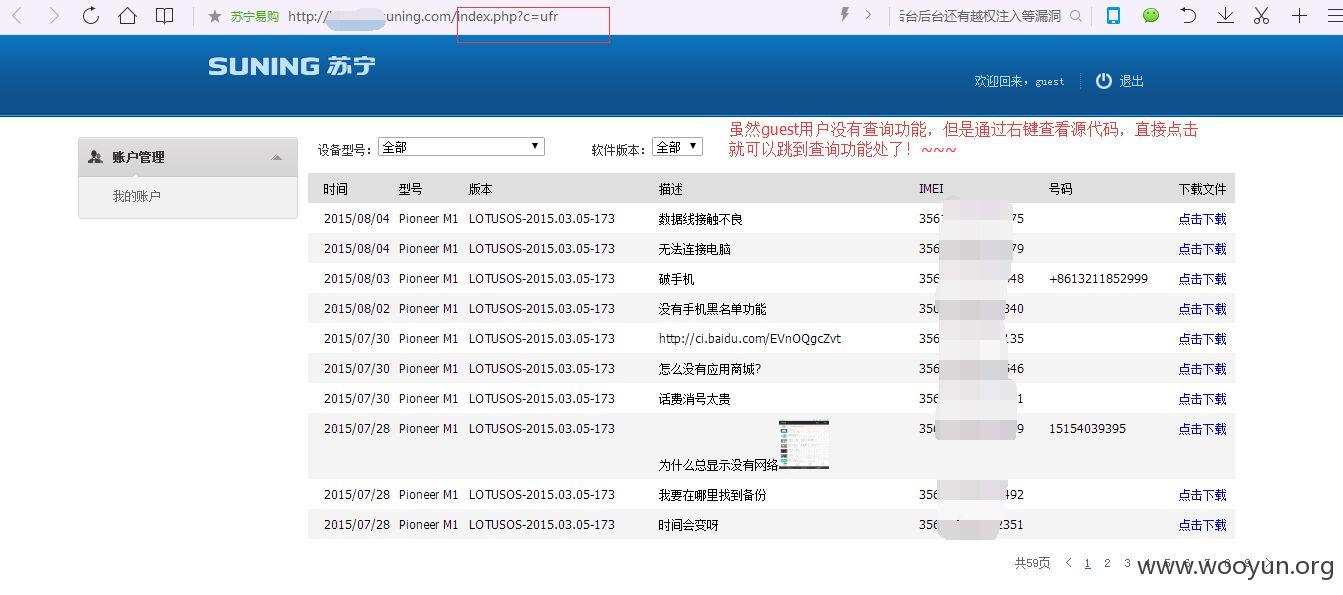 苏宁易购 http:// uning.com/index.php?c=ufr
台后台还有越权注入等漏洞
SUNING 苏宁
欢迎回来，guest 退出
虽然guest用户没有查询功能，但是通过右键查看源代码，直接点击
就可以跳到查询功能处了！~~~
账户管理
我的账户
设备型号： 全部 软件版本： 全部
时间 型号 版本 描述 IMEI 号码 下载文件
2015/08/04 Pioneer M1 LOTUSOS-2015.03.05-173 数据线接触不良 356 75 点击下载
2015/08/04 Pioneer M1 LOTUSOS-2015.03.05-173 无法连接电脑 356 79 点击下载
2015/08/03 Pioneer M1 LOTUSOS-2015.03.05-173 破手机 356 48 +8613211852999 点击下载
2015/08/02 Pioneer M1 LOTUSOS-2015.03.05-173 没有手机黑名单功能 356 840 点击下载
2015/07/30 Pioneer M1 LOTUSOS-2015.03.05-173 http://ci.baidu.com/EVnOQgcZvt 356 135 点击下载
2015/07/30 Pioneer M1 LOTUSOS-2015.03.05-173 怎么没有应用商城? 356 546 点击下载
2015/07/30 Pioneer M1 LOTUSOS-2015.03.05-173 话费消号太贵 356 1 点击下载
2015/07/28 Pioneer M1 LOTUSOS-2015.03.05-173 为什么总显示没有网络 356 9 15154039395 点击下载
2015/07/28 Pioneer M1 LOTUSOS-2015.03.05-173 我要在哪里找到备份 356 492 点击下载
2015/07/28 Pioneer M1 LOTUSOS-2015.03.05-173 时间会变呀 356 2351 点击下载
共59页 < 1 2 3 4 5 6 7 8 9 >
www.wooyun.org